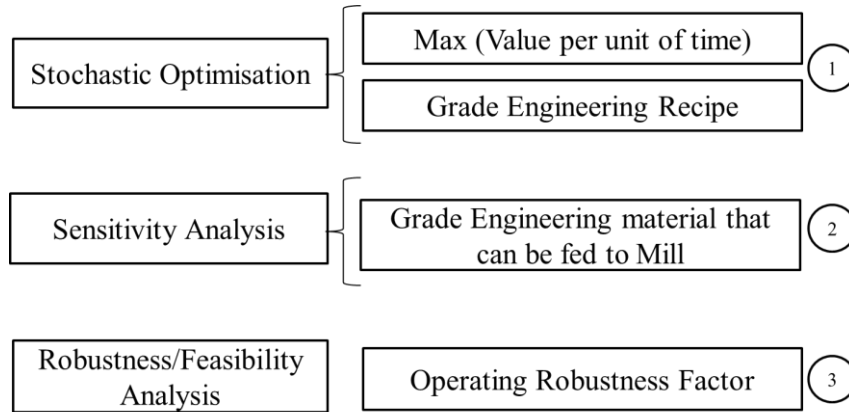 Stochastic Optimisation
Max (Value per unit of time)
Grade Engineering Recipe
1
Sensitivity Analysis
Grade Engineering material that
can be fed to Mill
2
Robustness/Feasibility
Analysis
Operating Robustness Factor
3